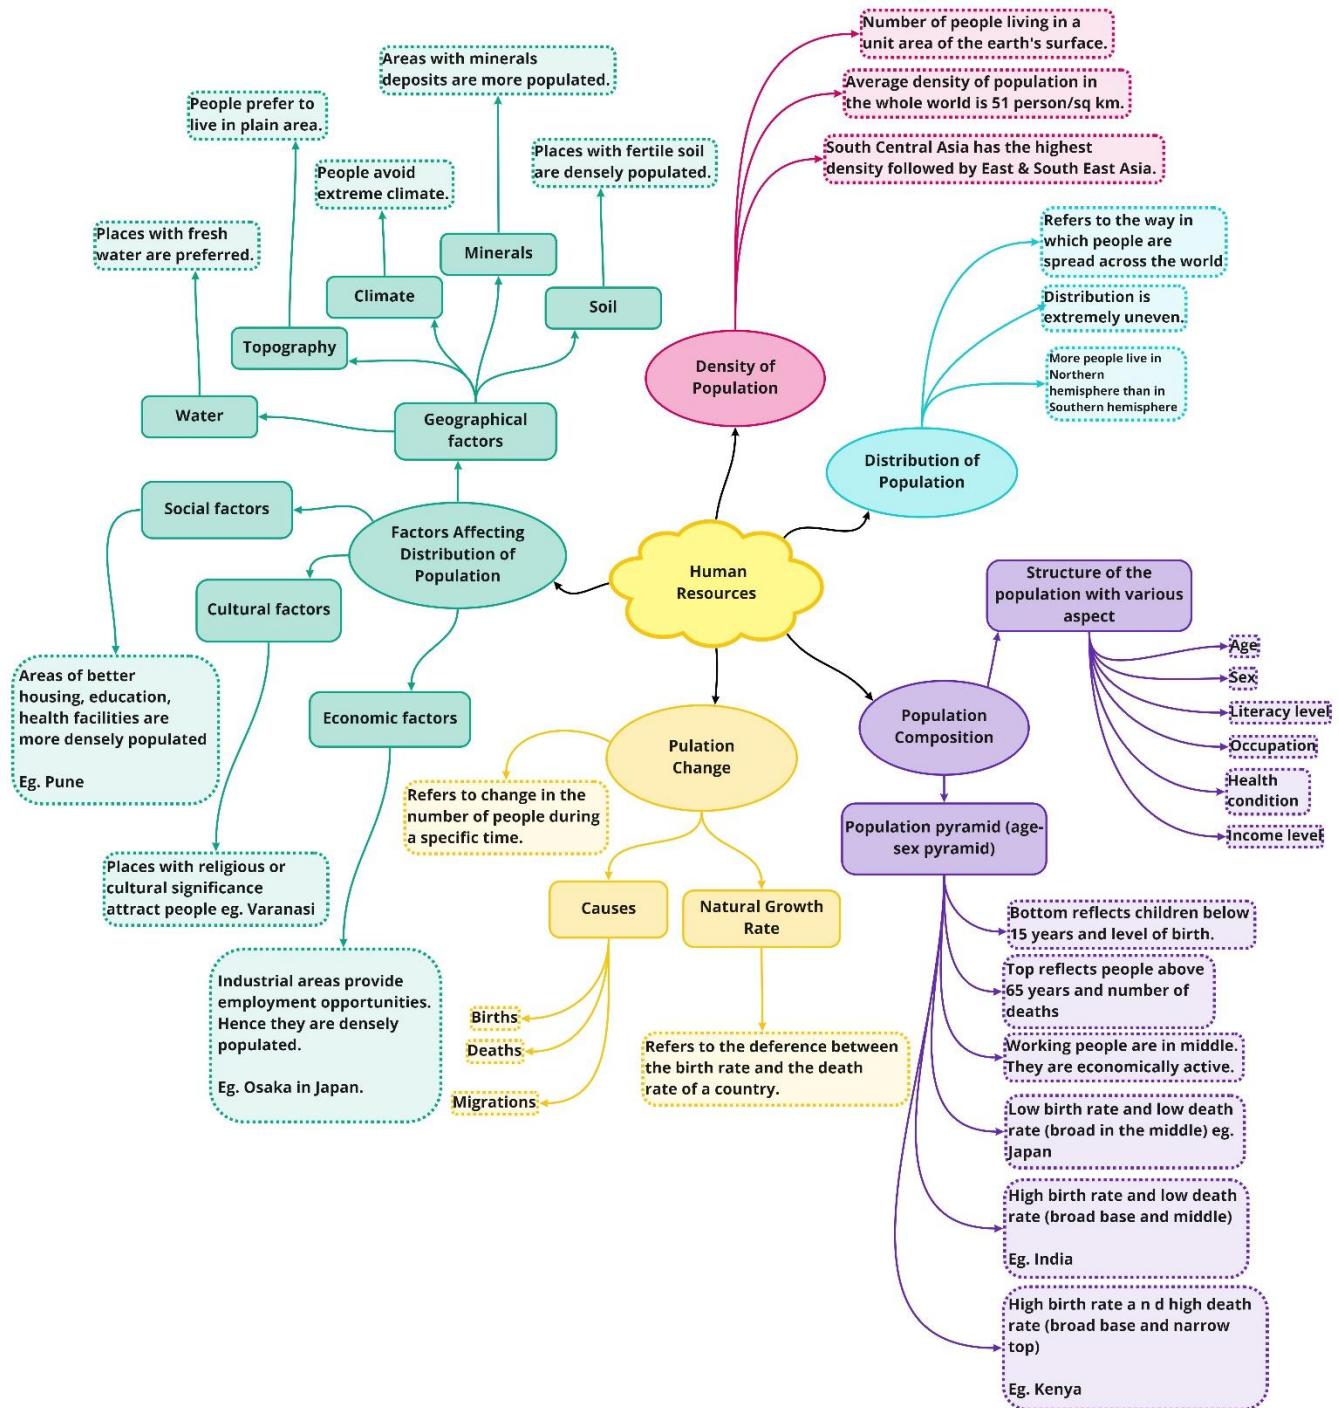 Number of people living in a
unit area of the earth's surface.
Average density of population in
the whole world is 51 person/sq km.
South Central Asia has the highest
density followed by East & South East Asia.
Density of
Population
Refers to the way in
which people are
spread across the world
Distribution is
extremely uneven.
More people live in
Northern
hemisphere than in
Southern hemisphere
Distribution of
Population
Areas with minerals
deposits are more populated.
People prefer to
live in plain area.
People avoid
extreme climate.
Places with fertile soil
are densely populated.
Places with fresh
water are preferred.
Minerals
Climate
Soil
Topography
Water
Geographical
factors
Social factors
Factors Affecting
Distribution of
Population
Cultural factors
Economic factors
Areas of better
housing, education,
health facilities are
more densely populated
Eg. Pune
Places with religious or
cultural significance
attract people eg. Varanasi
Industrial areas provide
employment opportunities.
Hence they are densely
populated.
Eg. Osaka in Japan.
Human
Resources
Pulation
Change
Refers to change in the
number of people during
a specific time.
Causes
Natural Growth
Rate
Births
Deaths
Migrations
Refers to the deference between
the birth rate and the death
rate of a country.
Population
Composition
Structure of the
population with various
aspect
Age
Sex
Literacy level
Occupation
Health
condition
Income level
Population pyramid (age-
sex pyramid)
Bottom reflects children below
15 years and level of birth.
Top reflects people above
65 years and number of
deaths
Working people are in middle.
They are economically active.
Low birth rate and low death
rate (broad in the middle) eg.
Japan
High birth rate and low death
rate (broad base and middle)
Eg. India
High birth rate a n d high death
rate (broad base and narrow
top)
Eg. Kenya